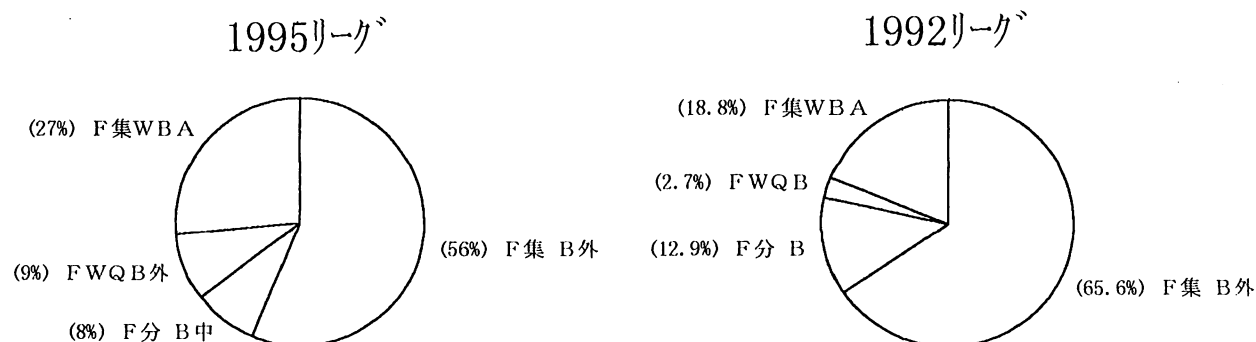 1995リーグ
(27%) F集WBA
(9%) FWQB外
(8%) F分 B中
(56%) F集 B外
1992リーグ
(18.8%) F集WBA
(2.7%) FWQB
(12.9%) F分 B
(65.6%) F集 B外